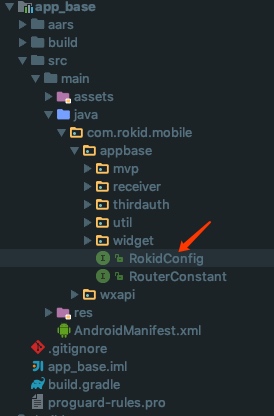 app_base
aars
build
src
main
assets
java
com.rokid.mobile
appbase
mvp
receiver
thirdauth
util
widget
I RokidConfig
I RouterConstant
wxapi
res
AndroidManifest.xml
.gitignore
app_base.iml
build.gradle
proguard-rules.pro